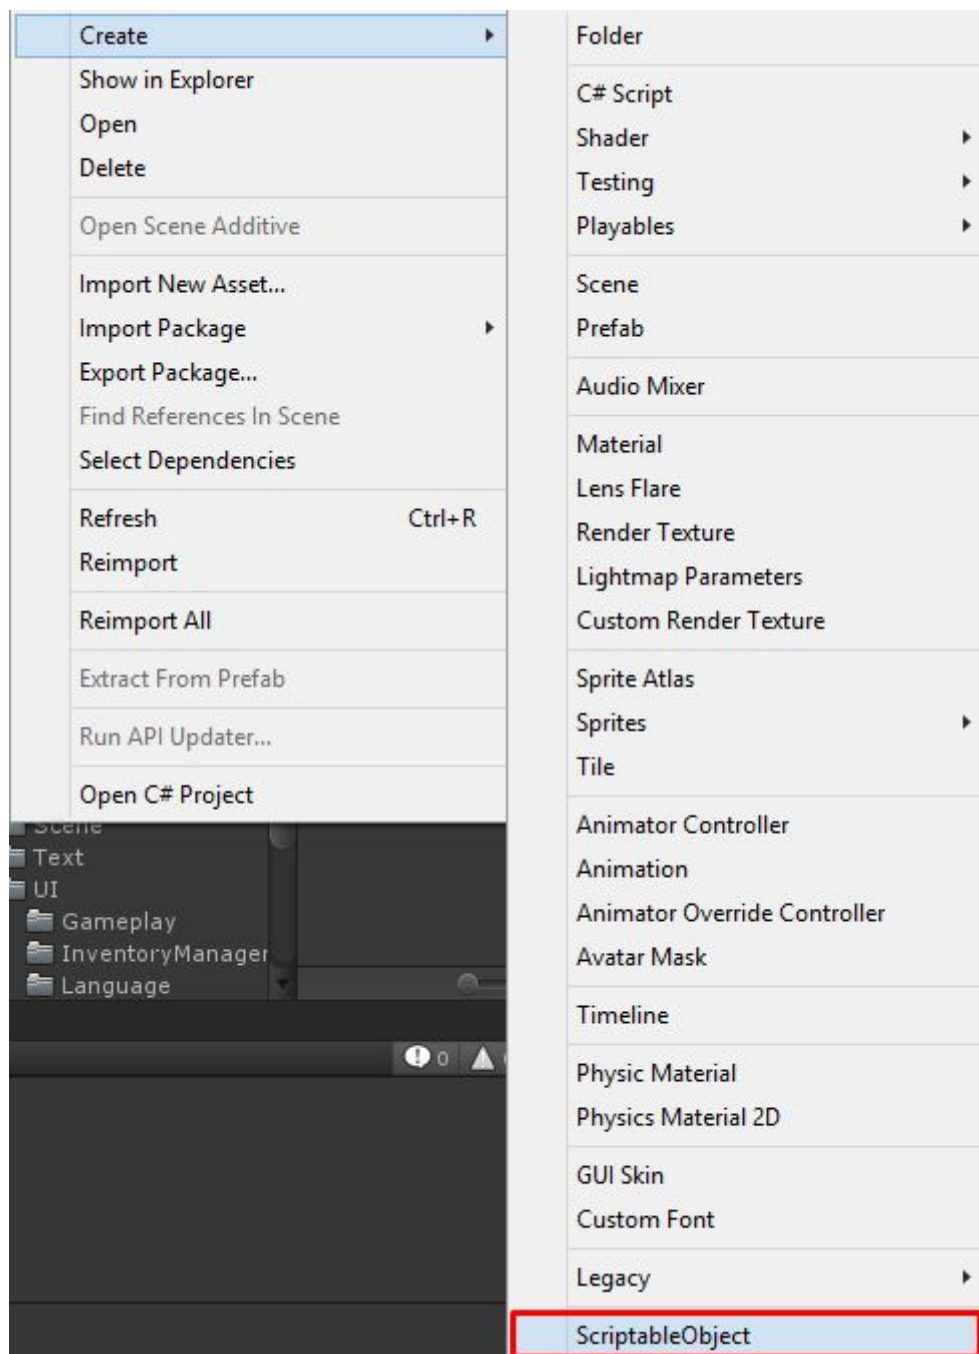 Create
Show in Explorer
Open
Delete
Open Scene Additive
Import New Asset...
Import Package
Export Package...
Find References In Scene
Select Dependencies
Refresh Ctrl+R
Reimport
Reimport All
Extract From Prefab
Run API Updater...
Open C# Project
Scene
Text
UI
Gameplay
InventoryManager
Language
0
Folder
C# Script
Shader
Testing
Playables
Scene
Prefab
Audio Mixer
Material
Lens Flare
Render Texture
Lightmap Parameters
Custom Render Texture
Sprite Atlas
Sprites
Tile
Animator Controller
Animation
Animator Override Controller
Avatar Mask
Timeline
Physic Material
Physics Material 2D
GUI Skin
Custom Font
Legacy
ScriptableObject